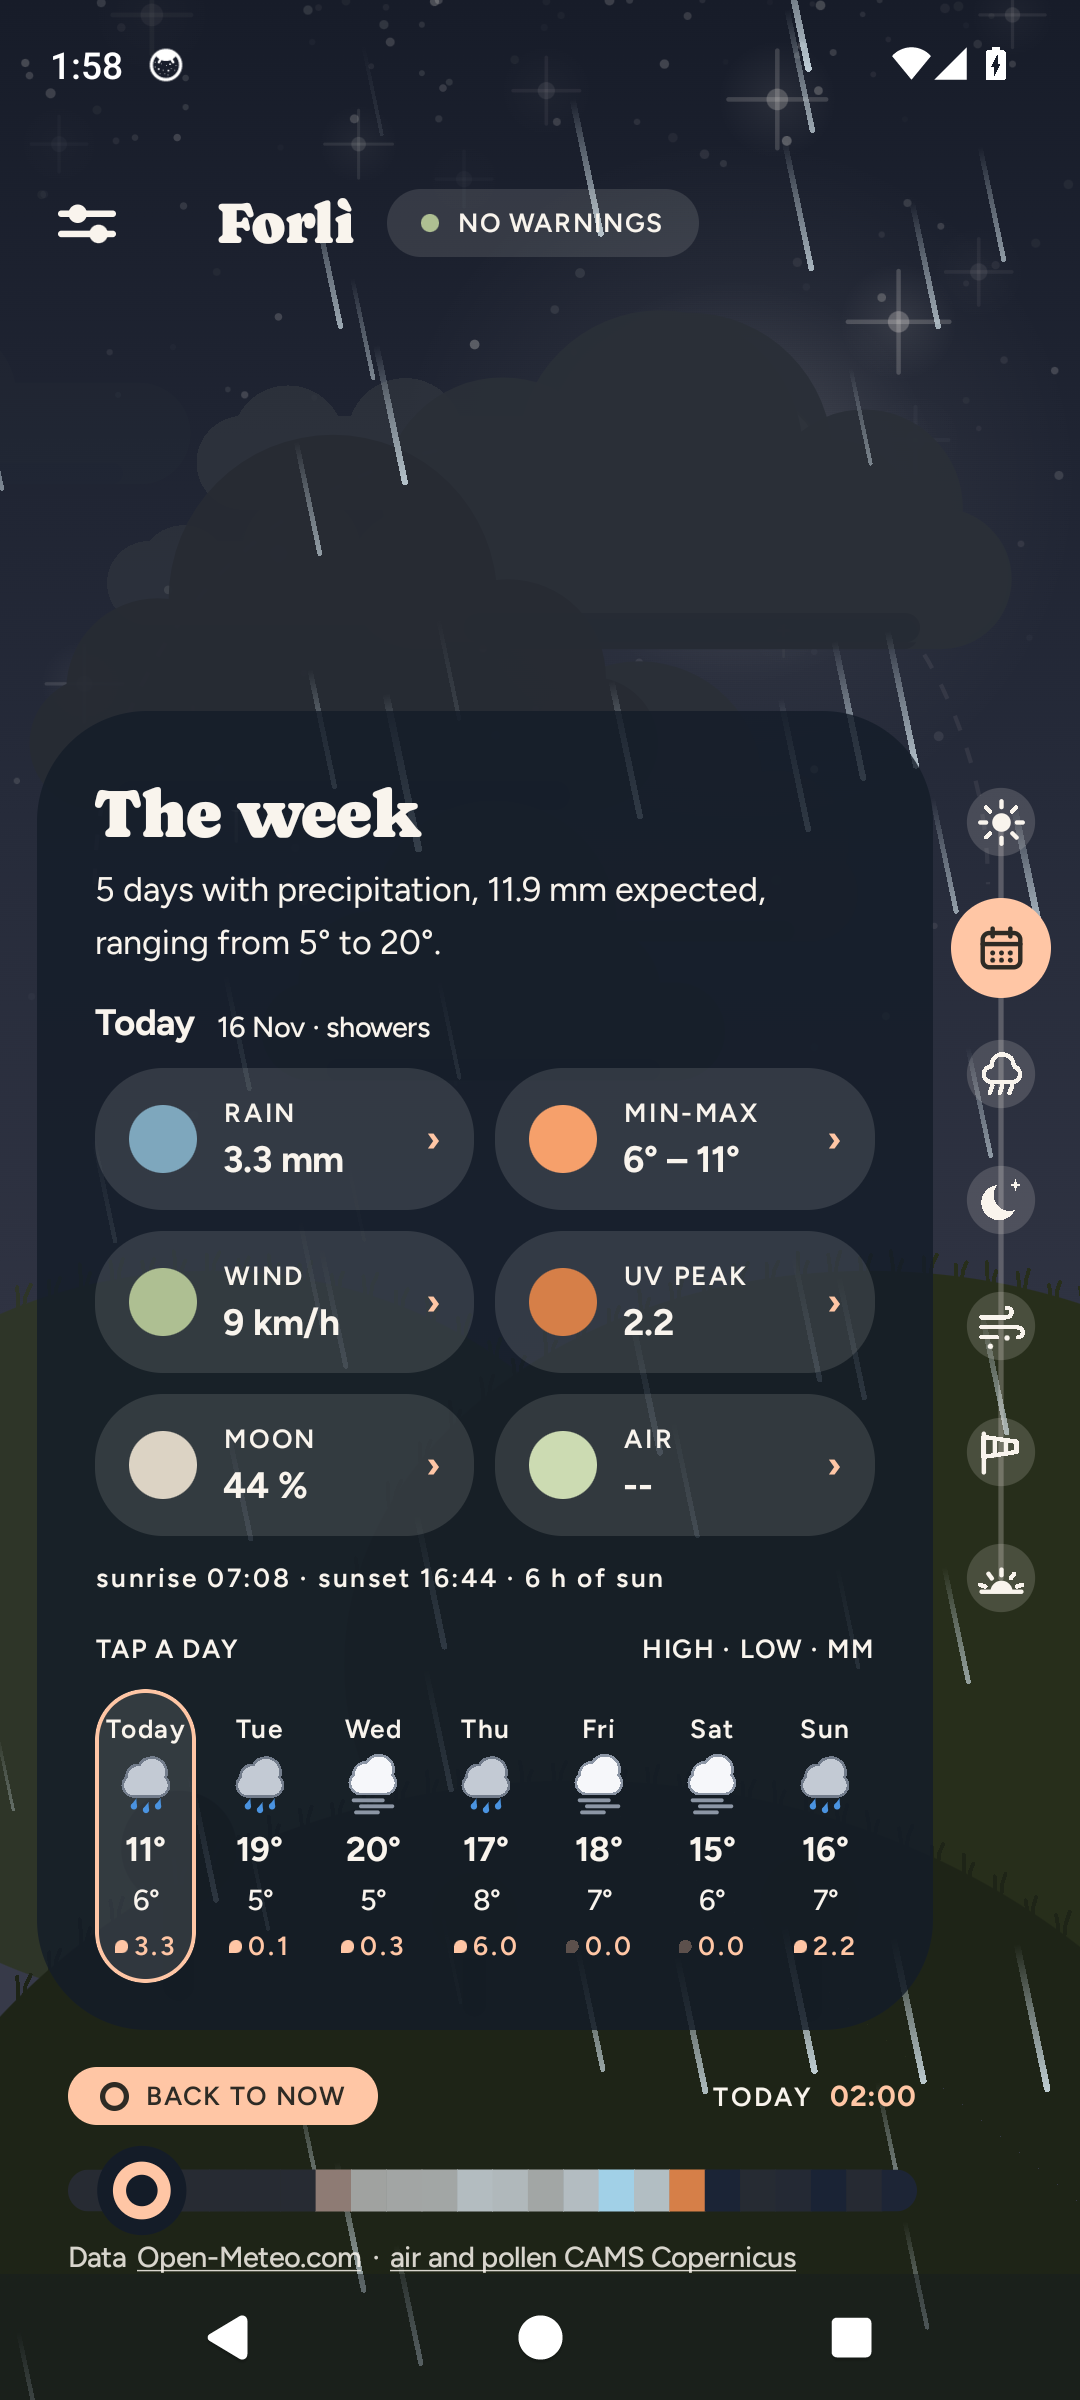 1:58
Forlì
NO WARNINGS
The week
5 days with precipitation, 11.9 mm expected,
ranging from 5° to 20°.
Today 16 Nov · showers
RAIN
3.3 mm ›
MIN-MAX
6° – 11° ›
WIND
9 km/h ›
UV PEAK
2.2 ›
MOON
44 % ›
AIR
-- ›
sunrise 07:08 · sunset 16:44 · 6 h of sun
TAP A DAY HIGH · LOW · MM
Today Tue Wed Thu Fri Sat Sun
11° 19° 20° 17° 18° 15° 16°
6° 5° 5° 8° 7° 6° 7°
3.3 0.1 0.3 6.0 0.0 0.0 2.2
BACK TO NOW TODAY 02:00
Data Open-Meteo.com · air and pollen CAMS Copernicus